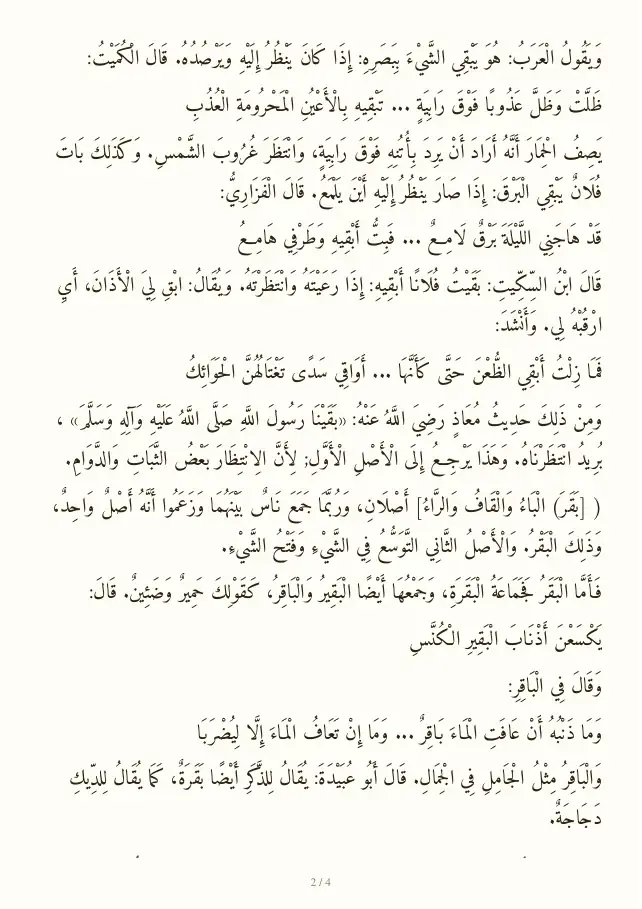 وَيَقُولُ الْعَرَبُ: هُوَ يَبْقِي الشَّيْءَ بِبَصَرِهِ: إِذَا كَانَ يَنْظُرُ إِلَيْهِ وَيَرْصُدُهُ. قَالَ الْكُمَيْتُ:
ظَلَّتْ وَظَلَّ عَذُوبًا فَوْقَ رَابِيَةٍ ... تَبْقِيهِ بِالْأَعْيُنِ الْمَحْرُومَةِ الْعُذُبِ
يَصِفُ الْحِمَارَ أَنَّهُ أَرَادَ أَنْ يَرِدَ بِأُتُنِهِ فَوْقَ رَابِيَةٍ، وَانْتَظَرَ غُرُوبَ الشَّمْسِ. وَكَذَلِكَ بَاتَ
فُلَانٌ يَبْقِي الْبَرْقَ: إِذَا صَارَ يَنْظُرُ إِلَيْهِ أَيْنَ يَلْمَعُ. قَالَ الْفَزَارِيُّ:
قَدْ هَاجَنِي اللَّيْلَةَ بَرْقٌ لَامِعٌ ... فَبِتُّ أَبْقِيهِ وَطَرْفِي هَامِعُ
قَالَ ابْنُ السِّكِّيتِ: بَقَيْتُ فُلَانًا أَبْقِيهِ: إِذَا رَعَيْتَهُ وَانْتَظَرْتَهُ. وَيُقَالُ: ابْقِ لِيَ الْأَذَانَ، أَيِ
ارْقُبْهُ لِي. وَأَنْشَدَ:
فَمَا زِلْتُ أَبْقِي الظُّعْنَ حَتَّى كَأَنَّهَا ... أَوَاقِي سَدًى تَغْتَالُهُنَّ الْحَوَائِكُ
وَمِنْ ذَلِكَ حَدِيثُ مُعَاذٍ رَضِيَ اللَّهُ عَنْهُ: «بَقَيْنَا رَسُولَ اللَّهِ صَلَّى اللَّهُ عَلَيْهِ وَآلِهِ وَسَلَّمَ» ،
يُرِيدُ انْتَظَرْنَاهُ. وَهَذَا يَرْجِعُ إِلَى الْأَصْلِ الْأَوَّلِ; لِأَنَّ الِانْتِظَارَ بَعْضُ الثَّبَاتِ وَالدَّوَامِ.
( [بَقَرَ) الْبَاءُ وَالْقَافُ وَالرَّاءُ] أَصْلَانِ، وَرُبَّمَا جَمَعَ نَاسٌ بَيْنَهُمَا وَزَعَمُوا أَنَّهُ أَصْلٌ وَاحِدٌ،
وَذَلِكَ الْبَقْرُ. وَالْأَصْلُ الثَّانِي التَّوَسُّعُ فِي الشَّيْءِ وَفَتْحُ الشَّيْءِ.
فَأَمَّا الْبَقَرُ فَجَمَاعَةُ الْبَقَرَةِ، وَجَمْعُهَا أَيْضًا الْبَقِيرُ وَالْبَاقِرُ، كَقَوْلِكَ حَمِيرٌ وَضَئِينٌ. قَالَ:
يَكْسَعْنَ أَذْنَابَ الْبَقِيرِ الْكُنَّسِ
وَقَالَ فِي الْبَاقِرِ:
وَمَا ذَنْبُهُ أَنْ عَافَتِ الْمَاءَ بَاقِرٌ ... وَمَا إِنْ تَعَافُ الْمَاءَ إِلَّا لِيُضْرَبَا
وَالْبَاقِرُ مِثْلُ الْجَامِلِ فِي الْجِمَالِ. قَالَ أَبُو عُبَيْدَةَ: يُقَالُ لِلذَّكَرِ أَيْضًا بَقَرَةٌ، كَمَا يُقَالُ لِلدِّيكِ
دَجَاجَةٌ.
2 / 4